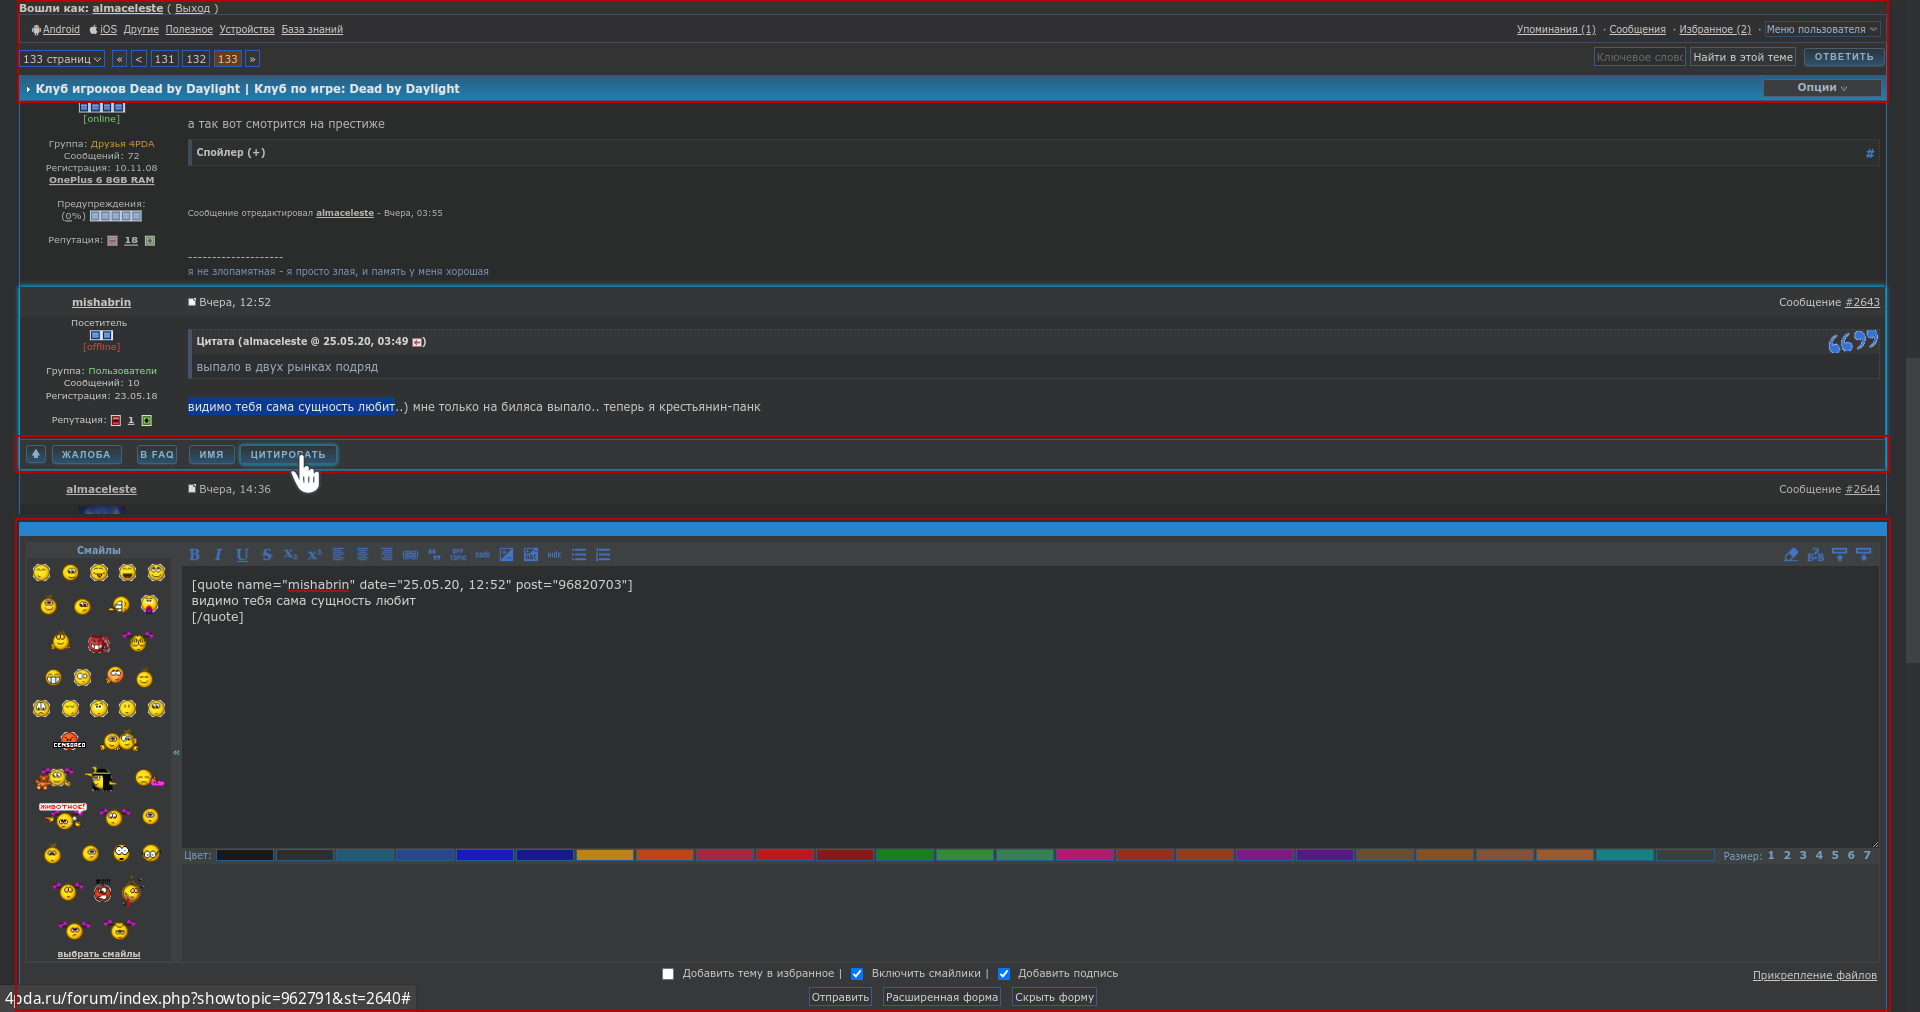 Вошли как: almaceleste ( Выход )
Android iOS Другие Полезное Устройства База знаний
Упоминания (1) · Сообщения · Избранное (2) · Меню пользователя
133 страниц « < 131 132 133 »
Ключевое слово Найти в этой теме ОТВЕТИТЬ
Клуб игроков Dead by Daylight | Клуб по игре: Dead by Daylight
Опции
[online]
Группа: Друзья 4PDA
Сообщений: 72
Регистрация: 10.11.08
OnePlus 6 8GB RAM
Предупреждения:
(0%)
Репутация: 18
а так вот смотрится на престиже
Спойлер (+)
#
Сообщение отредактировал almaceleste - Вчера, 03:55
--------------------
я не злопамятная - я просто злая, и память у меня хорошая
mishabrin
Вчера, 12:52
Сообщение #2643
Посетитель
[offline]
Группа: Пользователи
Сообщений: 10
Регистрация: 23.05.18
Репутация: 1
Цитата (almaceleste @ 25.05.20, 03:49 )
выпало в двух рынках подряд
видимо тебя сама сущность любит..) мне только на биляса выпало.. теперь я крестьянин-панк
ЖАЛОБА В FAQ ИМЯ ЦИТИРОВАТЬ
almaceleste
Вчера, 14:36
Сообщение #2644
Смайлы
B I U S X₂ X² OFF TOPIC CODE HIDE
[quote name="mishabrin" date="25.05.20, 12:52" post="96820703"]
видимо тебя сама сущность любит
[/quote]
CENSORED
«
ЖИВОТНОЕ!
Цвет:
Размер: 1 2 3 4 5 6 7
выбрать смайлы
Добавить тему в избранное | Включить смайлики | Добавить подпись
Прикрепление файлов
Отправить Расширенная форма Скрыть форму
4pda.ru/forum/index.php?showtopic=962791&st=2640#